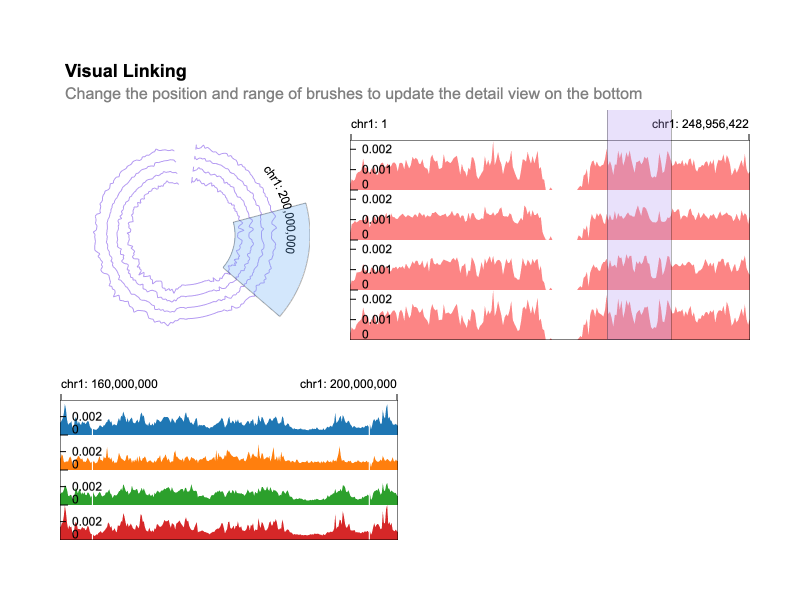 Visual Linking
Change the position and range of brushes to update the detail view on the bottom
chr1: 1
chr1: 248,956,422
chr1: 200,000,000
0.002
0.001
0
0.002
0.001
0
0.002
0.001
0
0.002
0.001
0
chr1: 160,000,000
chr1: 200,000,000
0.002
0
0.002
0
0.002
0
0.002
0